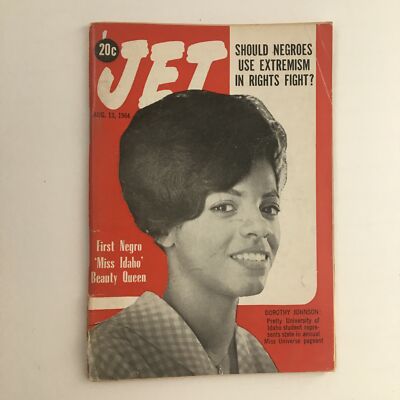 20c
JET
AUG. 13, 1964
SHOULD NEGROES
USE EXTREMISM
IN RIGHTS FIGHT?
First Negro
'Miss Idaho'
Beauty Queen
DOROTHY JOHNSON:
Pretty University of
Idaho student repre-
sents state in annual
Miss Universe pageant